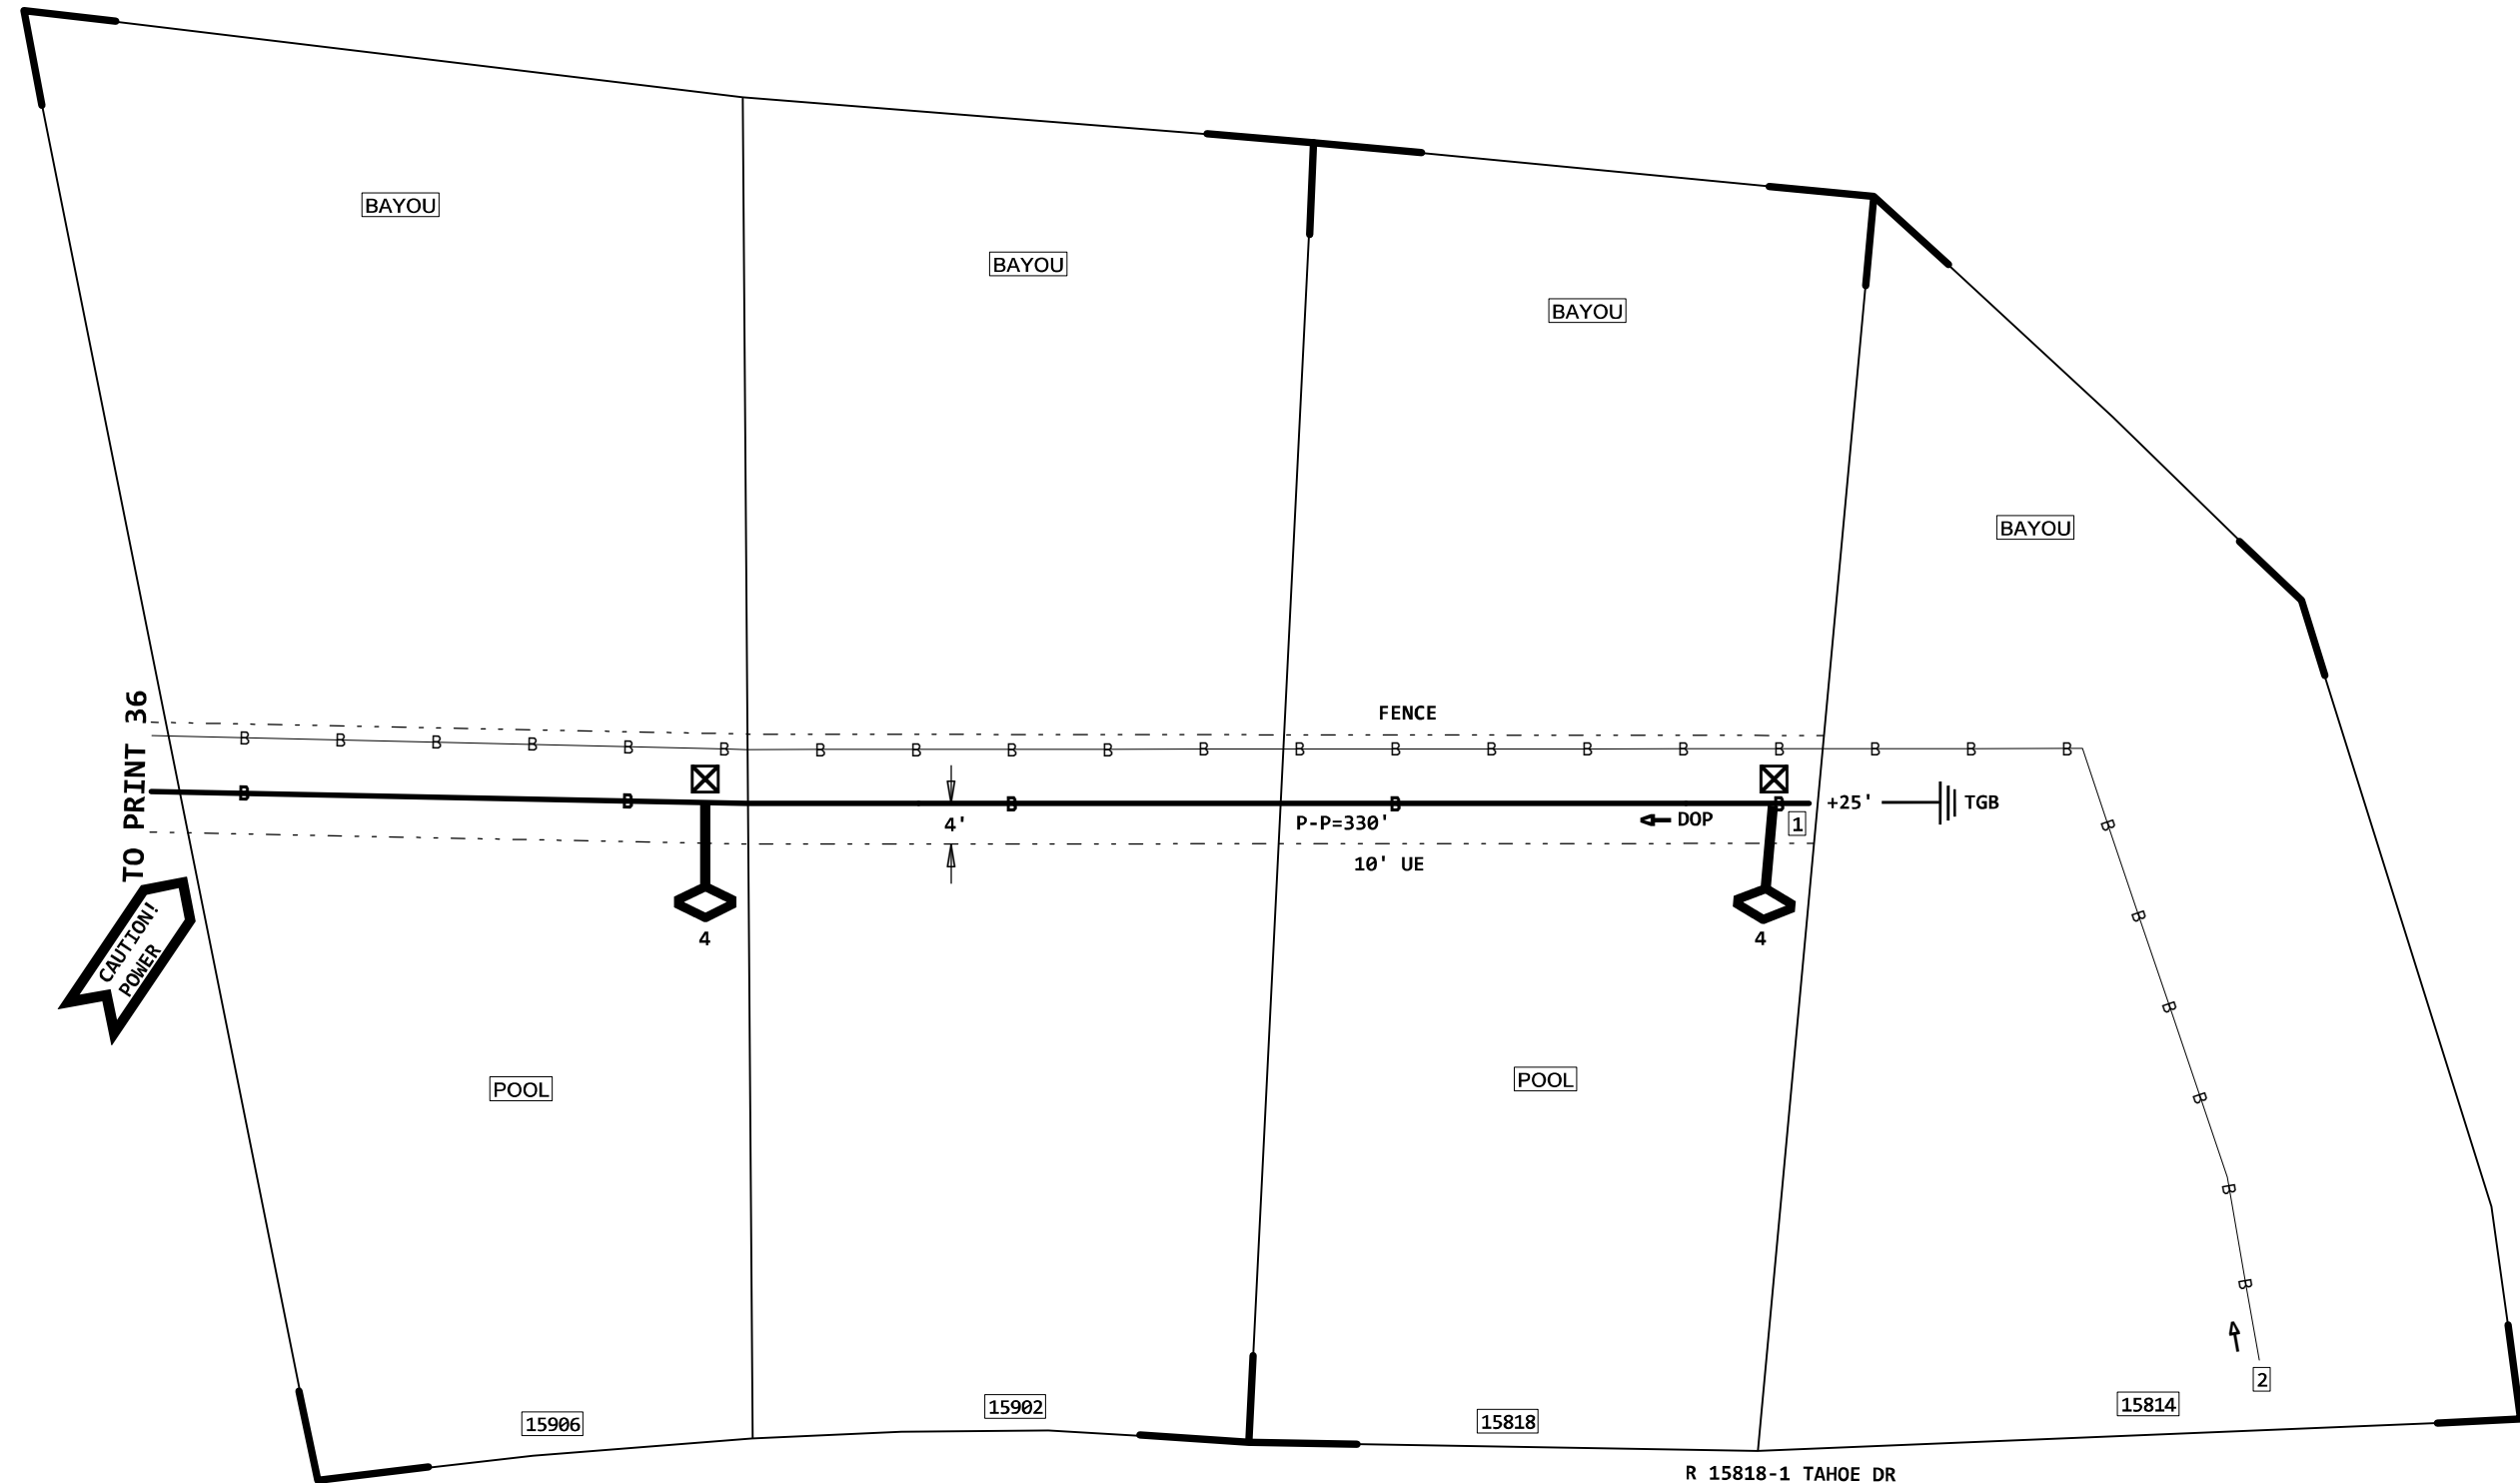 BAYOU
BAYOU
BAYOU
BAYOU
TO PRINT 36
FENCE
B B B B B B B B B B B B B B B B B B B B
B B B B B
4'
P-P=330'
DOP
1
+25'
TGB
10' UE
4
4
CAUTION!
POWER
B
B
B
B
B
B
POOL
POOL
2
15906
15902
15818
15814
R 15818-1 TAHOE DR